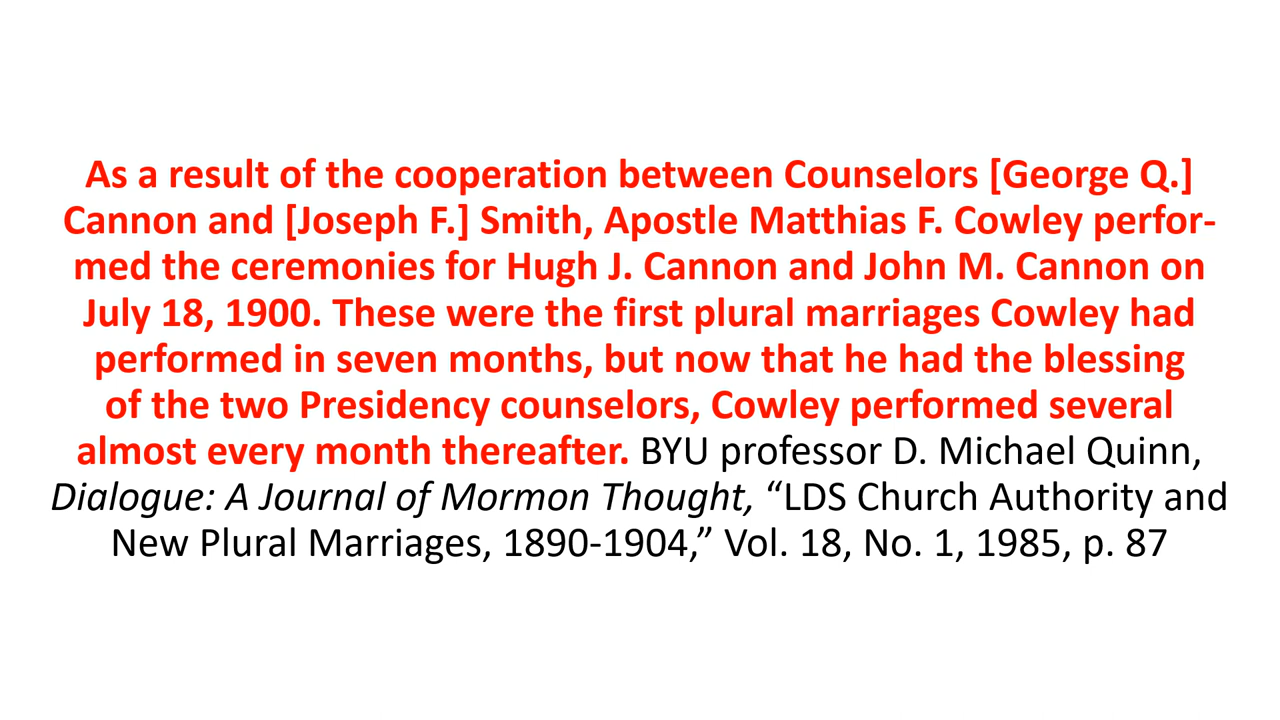 As a result of the cooperation between Counselors [George Q.]
Cannon and [Joseph F.] Smith, Apostle Matthias F. Cowley perfor-
med the ceremonies for Hugh J. Cannon and John M. Cannon on
July 18, 1900. These were the first plural marriages Cowley had
performed in seven months, but now that he had the blessing
of the two Presidency counselors, Cowley performed several
almost every month thereafter. BYU professor D. Michael Quinn,
Dialogue: A Journal of Mormon Thought, “LDS Church Authority and
New Plural Marriages, 1890-1904,” Vol. 18, No. 1, 1985, p. 87